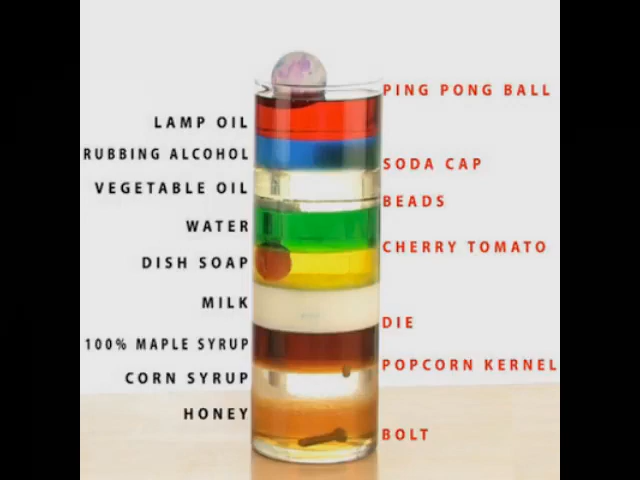 PING PONG BALL
LAMP OIL
RUBBING ALCOHOL
SODA CAP
VEGETABLE OIL
BEADS
WATER
CHERRY TOMATO
DISH SOAP
MILK
DIE
100% MAPLE SYRUP
POPCORN KERNEL
CORN SYRUP
HONEY
BOLT